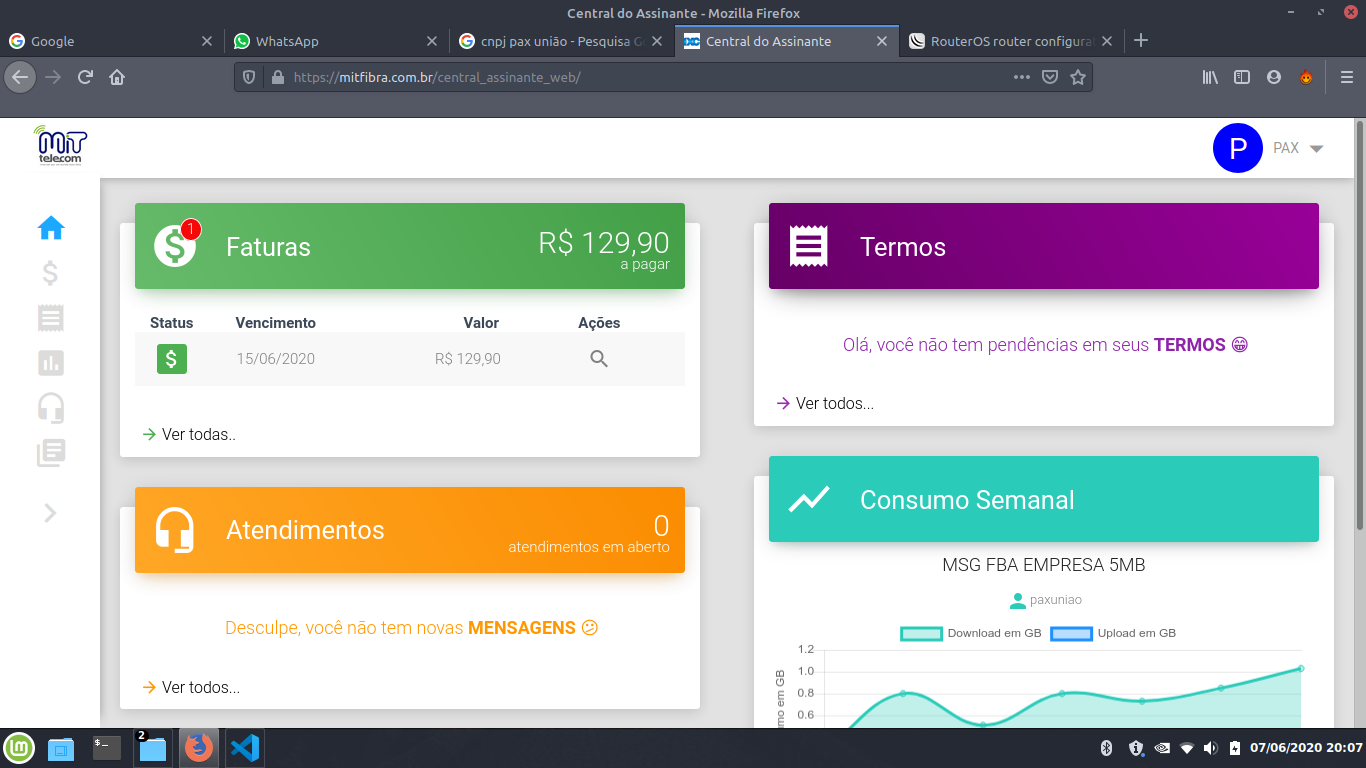 Central do Assinante - Mozilla Firefox
Google
WhatsApp
cnpj pax união - Pesquisa G
Central do Assinante
RouterOS router configura
https://mitfibra.com.br/central_assinante_web/
MiT
telecom
P
PAX
1
Faturas
R$ 129,90
a pagar
Status Vencimento Valor Ações
15/06/2020 R$ 129,90
Ver todas..
Termos
Olá, você não tem pendências em seus TERMOS 😁
Ver todos...
Atendimentos
0
atendimentos em aberto
Desculpe, você não tem novas MENSAGENS 😕
Ver todos...
Consumo Semanal
MSG FBA EMPRESA 5MB
paxuniao
Download em GB Upload em GB
1.2
1.0
0.8
0.6
em GB
2
07/06/2020 20:07